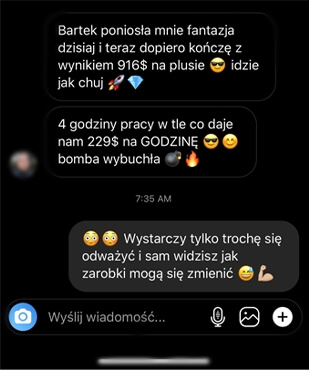 Bartek poniosła mnie fantazja
dzisiaj i teraz dopiero kończę z
wynikiem 916$ na plusie 😎 idzie
jak chuj 🚀💎
4 godziny pracy w tle co daje
nam 229$ na GODZINĘ 😎😊
bomba wybuchła 💣🔥
7:35 AM
😳😳 Wystarczy tylko trochę się
odważyć i sam widzisz jak
zarobki mogą się zmienić 😅💪🏼
Wyślij wiadomość...